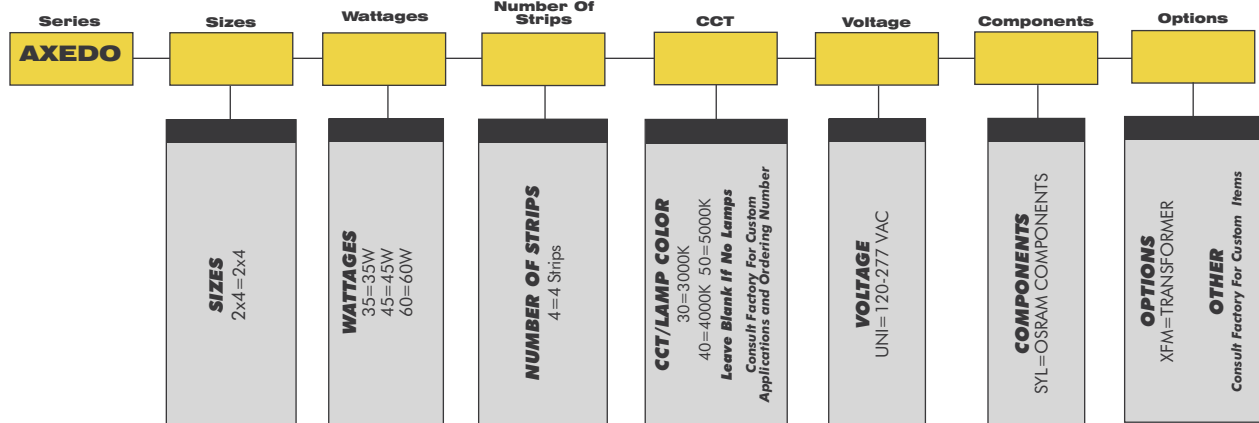 Series
Sizes
Wattages
Number Of
Strips
CCT
Voltage
Components
Options
AXEDO
SIZES
2x4=2x4
WATTAGES
35=35W
45=45W
60=60W
NUMBER OF STRIPS
4=4 Strips
CCT/LAMP COLOR
30=3000K
40=4000K 50=5000K
Leave Blank If No Lamps
Consult Factory For Custom
Applications and Ordering Number
VOLTAGE
UNI=120-277 VAC
COMPONENTS
SYL=OSRAM COMPONENTS
OPTIONS
XFM=TRANSFORMER
OTHER
Consult Factory For Custom Items